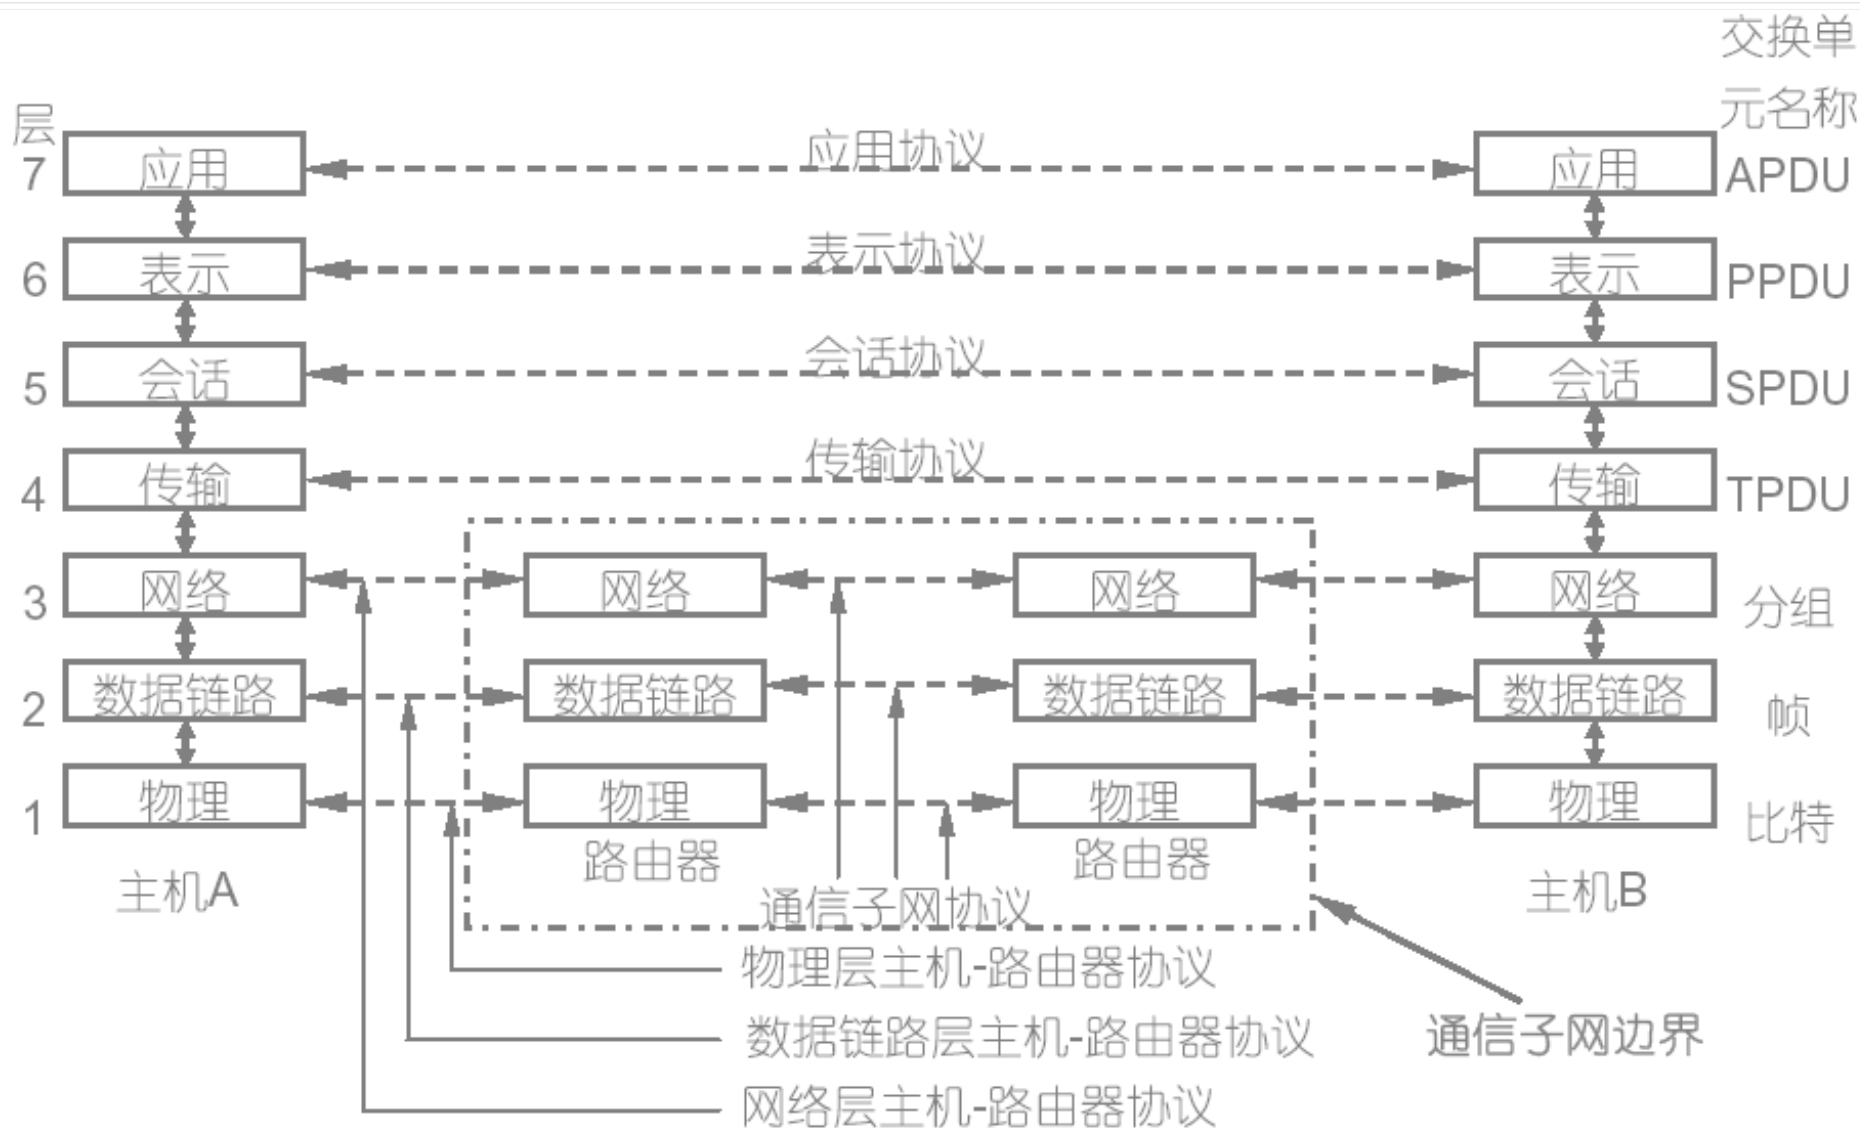 交换单
元名称
层
7 应用 应用协议 应用 APDU
6 表示 表示协议 表示 PPDU
5 会话 会话协议 会话 SPDU
4 传输 传输协议 传输 TPDU
3 网络 网络 网络 网络 分组
2 数据链路 数据链路 数据链路 数据链路 帧
1 物理 物理 物理 物理 比特
路由器 路由器
主机A 主机B
通信子网协议
物理层主机-路由器协议
数据链路层主机-路由器协议
通信子网边界
网络层主机-路由器协议